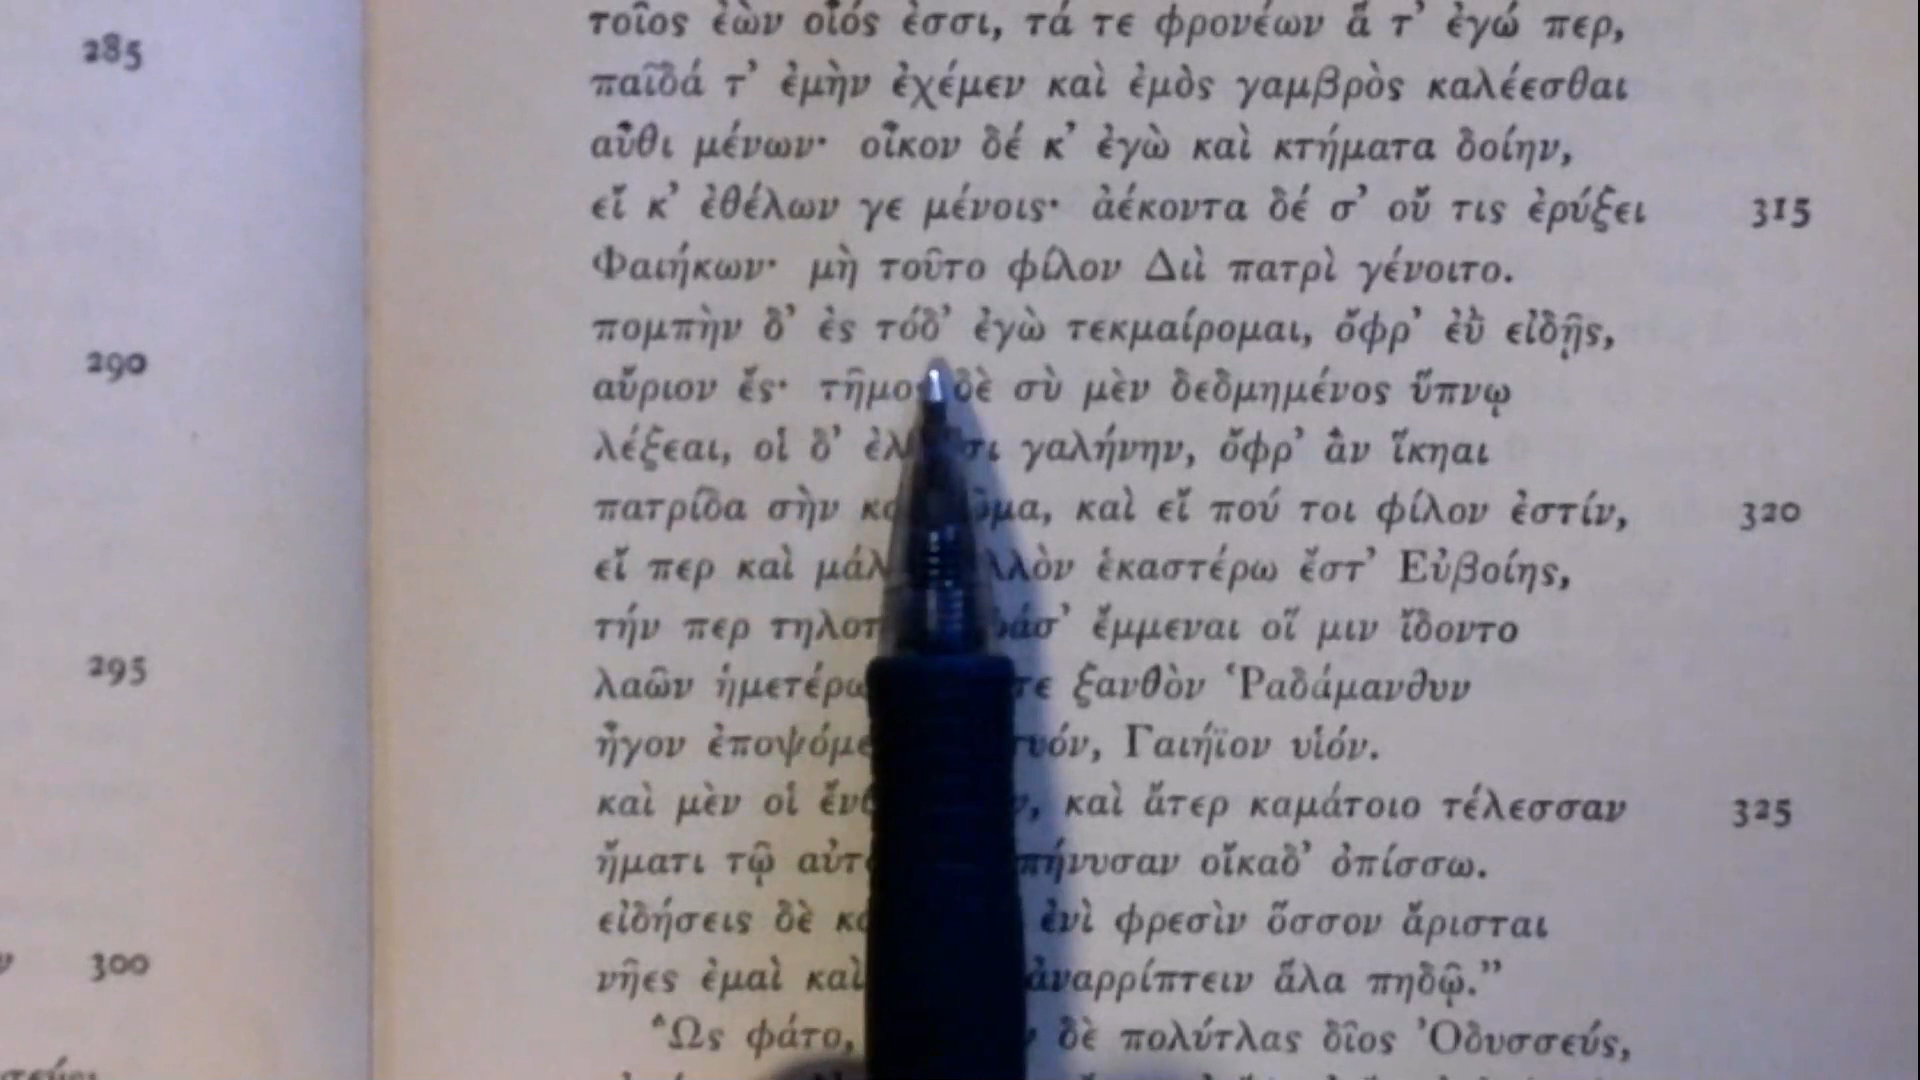 285
290
295
ν 300
τοῖος ἐὼν οἷός ἐσσι, τά τε φρονέων ἅ τ' ἐγώ περ,
παῖδά τ' ἐμὴν ἐχέμεν καὶ ἐμὸς γαμβρὸς καλέεσθαι
αὖθι μένων· οἶκον δέ κ' ἐγὼ καὶ κτήματα δοίην,
εἴ κ' ἐθέλων γε μένοις· ἀέκοντα δέ σ' οὔ τις ἐρύξει 315
Φαιήκων· μὴ τοῦτο φίλον Διὶ πατρὶ γένοιτο.
πομπὴν δ' ἐς τόδ' ἐγὼ τεκμαίρομαι, ὄφρ' ἐῢ εἰδῇς,
αὔριον ἔς· δὲ σὺ μὲν δεδμημένος ὕπνῳ
λέξεαι, οἱ δ' γαλήνην, ὄφρ' ἂν ἵκηαι
πατρίδα σὴν καὶ εἴ πού τοι φίλον ἐστίν, 320
εἴ περ καὶ ἑκαστέρω ἔστ' Εὐβοίης,
τήν περ ἔμμεναι οἵ μιν ἴδοντο
λαῶν ξανθὸν Ῥαδάμανθυν
ἦγον Γαιήϊον υἱόν.
καὶ μὲν οἱ καὶ ἄτερ καμάτοιο τέλεσσαν 325
ἤματι τῷ οἴκαδ' ὀπίσσω.
εἰδήσεις δὲ ἐνὶ φρεσὶν ὅσσον ἄρισται
νῆες ἐμαὶ καὶ ἀναρρίπτειν ἅλα πηδῷ.”
Ὣς φάτο, δὲ πολύτλας δῖος Ὀδυσσεύς,